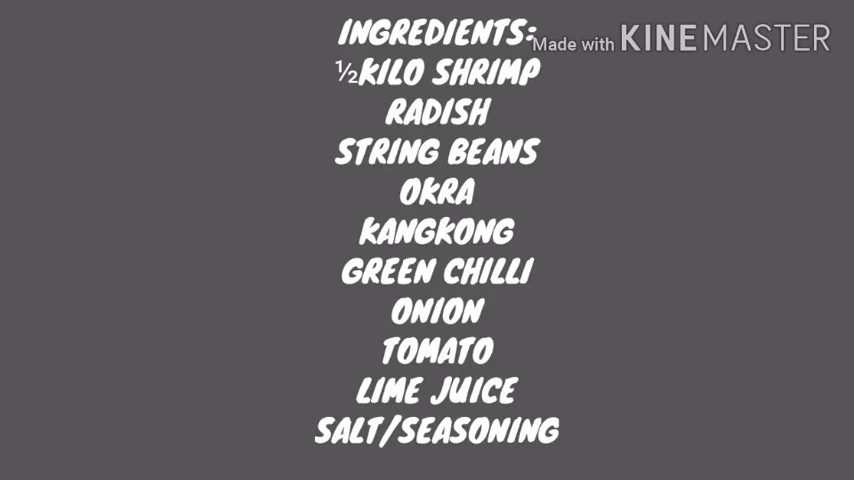 INGREDIENTS:
Made with KINEMASTER
½KILO SHRIMP
RADISH
STRING BEANS
OKRA
KANGKONG
GREEN CHILLI
ONION
TOMATO
LIME JUICE
SALT/SEASONING